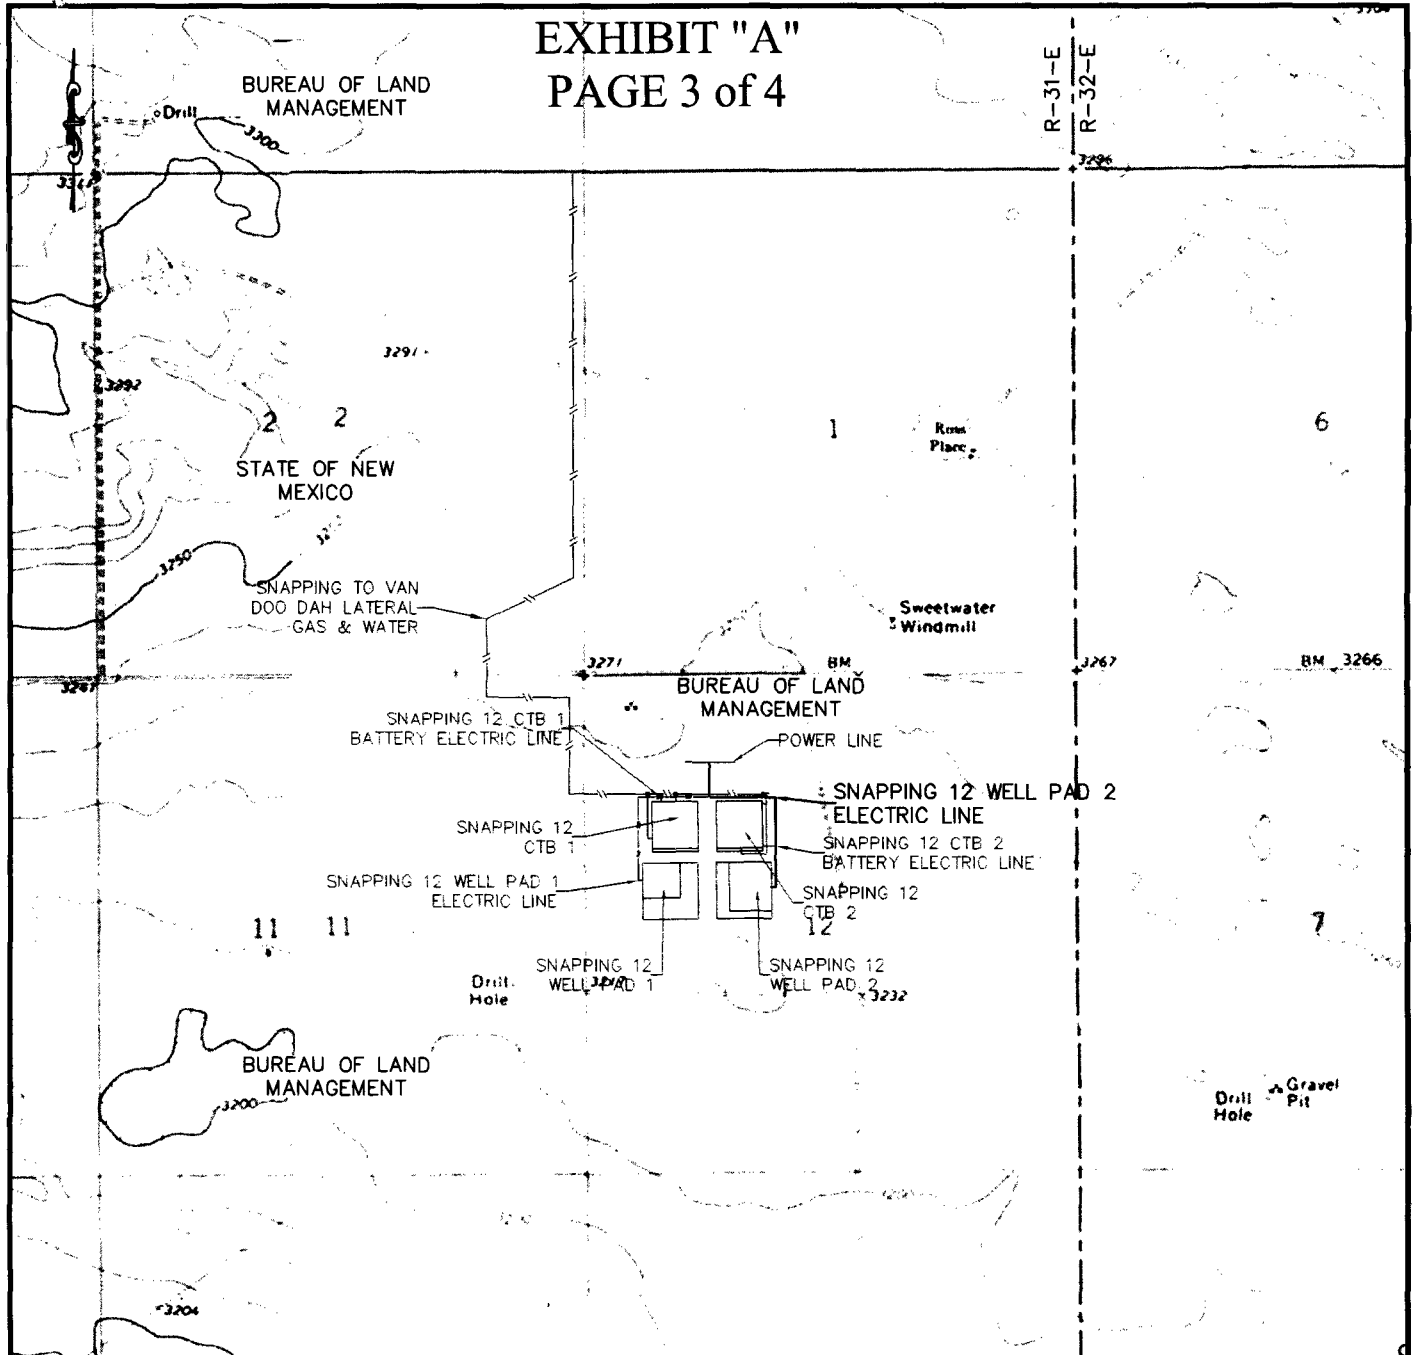 EXHIBIT "A"
PAGE 3 of 4
R-31-E
R-32-E
BUREAU OF LAND
MANAGEMENT
Drill
3300
3296
3291
3292
2
2
1
6
Place
STATE OF NEW
MEXICO
3250
SNAPPING TO VAN
DOO DAH LATERAL
GAS & WATER
Sweetwater
Windmill
3271
BM
3267
BM 3266
BUREAU OF LAND
MANAGEMENT
SNAPPING 12 CTB 1
BATTERY ELECTRIC LINE
POWER LINE
SNAPPING 12 WELL PAD 2
ELECTRIC LINE
SNAPPING 12
CTB 1
SNAPPING 12 CTB 2
BATTERY ELECTRIC LINE
SNAPPING 12 WELL PAD 1
ELECTRIC LINE
SNAPPING 12
CTB 2
11
11
12
7
SNAPPING 12
WELL PAD 1
SNAPPING 12
WELL PAD 2
Drill
Hole
3232
BUREAU OF LAND
MANAGEMENT
3200
Gravel
Pit
Drill
Hole
3204